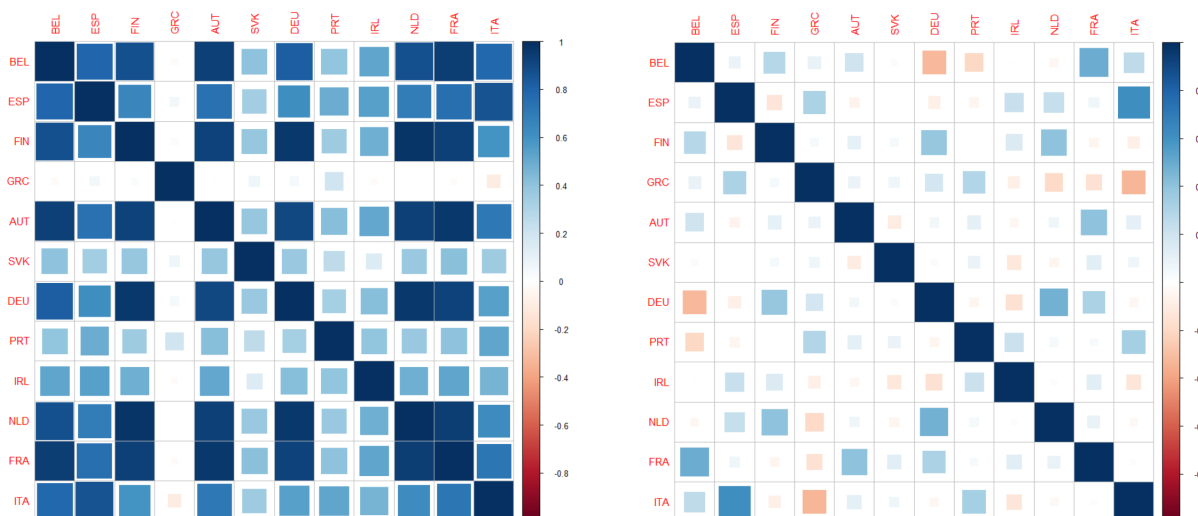 BEL ESP FIN GRC AUT SVK DEU PRT IRL NLD FRA ITA
BEL
ESP
FIN
GRC
AUT
SVK
DEU
PRT
IRL
NLD
FRA
ITA
1
0.8
0.6
0.4
0.2
0
-0.2
-0.4
-0.6
-0.8
BEL ESP FIN GRC AUT SVK DEU PRT IRL NLD FRA ITA
BEL
ESP
FIN
GRC
AUT
SVK
DEU
PRT
IRL
NLD
FRA
ITA